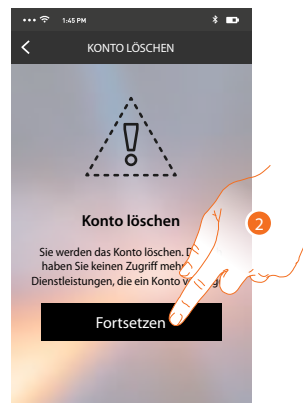 1:45 PM
KONTO LÖSCHEN
Konto löschen
Sie werden das Konto löschen.
haben Sie keinen Zugriff
Dienstleistungen, die ein Konto
Fortsetzen
2